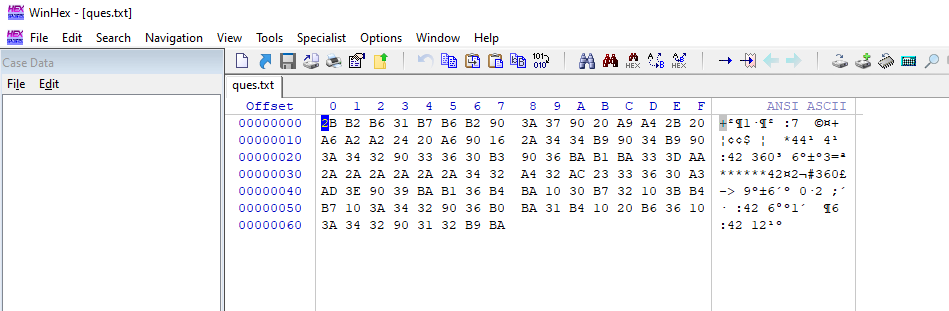 WinHex - [ques.txt]
File Edit Search Navigation View Tools Specialist Options Window Help
Case Data
File Edit
ques.txt
Offset 0 1 2 3 4 5 6 7 8 9 A B C D E F ANSI ASCII
00000000 2B B2 B6 31 B7 B6 B2 90 3A 37 90 20 A9 A4 2B 20 +²¶1·¶² :7 ©¤+
00000010 A6 A2 A2 24 20 A6 90 16 2A 34 34 B9 90 34 B9 90 ¦¢¢$ ¦ *44¹ 4¹
00000020 3A 34 32 90 33 36 30 B3 90 36 BA B1 BA 33 3D AA :42 360³ 6º±º3=ª
00000030 2A 2A 2A 2A 2A 2A 34 32 A4 32 AC 23 33 36 30 A3 ******42¤2¬#360£
00000040 AD 3E 90 39 BA B1 36 B4 BA 10 30 B7 32 10 3B B4 -> 9º±6´º 0·2 ;´
00000050 B7 10 3A 34 32 90 36 B0 BA 31 B4 10 20 B6 36 10 · :42 6°º1´ ¶6
00000060 3A 34 32 90 31 32 B9 BA :42 12¹º